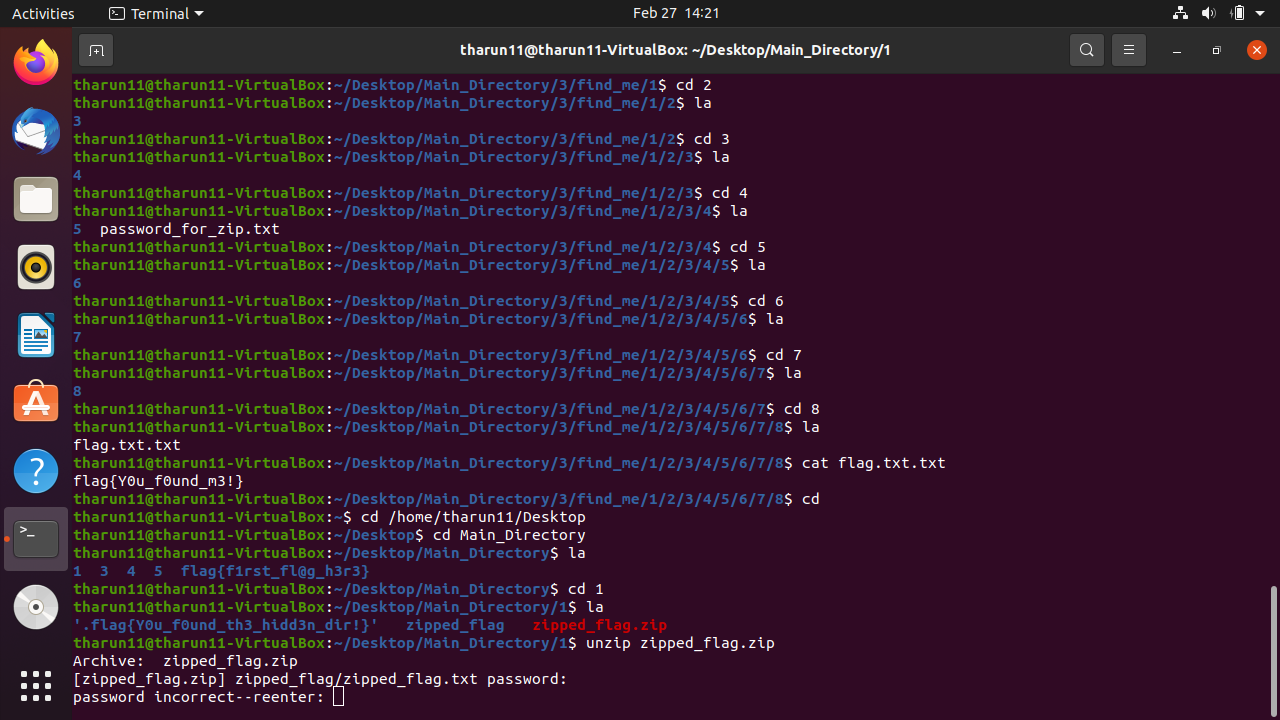 Activities Terminal Feb 27 14:21
tharun11@tharun11-VirtualBox: ~/Desktop/Main_Directory/1
tharun11@tharun11-VirtualBox:~/Desktop/Main_Directory/3/find_me/1$ cd 2
tharun11@tharun11-VirtualBox:~/Desktop/Main_Directory/3/find_me/1/2$ la
3
tharun11@tharun11-VirtualBox:~/Desktop/Main_Directory/3/find_me/1/2$ cd 3
tharun11@tharun11-VirtualBox:~/Desktop/Main_Directory/3/find_me/1/2/3$ la
4
tharun11@tharun11-VirtualBox:~/Desktop/Main_Directory/3/find_me/1/2/3$ cd 4
tharun11@tharun11-VirtualBox:~/Desktop/Main_Directory/3/find_me/1/2/3/4$ la
5  password_for_zip.txt
tharun11@tharun11-VirtualBox:~/Desktop/Main_Directory/3/find_me/1/2/3/4$ cd 5
tharun11@tharun11-VirtualBox:~/Desktop/Main_Directory/3/find_me/1/2/3/4/5$ la
6
tharun11@tharun11-VirtualBox:~/Desktop/Main_Directory/3/find_me/1/2/3/4/5$ cd 6
tharun11@tharun11-VirtualBox:~/Desktop/Main_Directory/3/find_me/1/2/3/4/5/6$ la
7
tharun11@tharun11-VirtualBox:~/Desktop/Main_Directory/3/find_me/1/2/3/4/5/6$ cd 7
tharun11@tharun11-VirtualBox:~/Desktop/Main_Directory/3/find_me/1/2/3/4/5/6/7$ la
8
tharun11@tharun11-VirtualBox:~/Desktop/Main_Directory/3/find_me/1/2/3/4/5/6/7$ cd 8
tharun11@tharun11-VirtualBox:~/Desktop/Main_Directory/3/find_me/1/2/3/4/5/6/7/8$ la
flag.txt.txt
tharun11@tharun11-VirtualBox:~/Desktop/Main_Directory/3/find_me/1/2/3/4/5/6/7/8$ cat flag.txt.txt
flag{Y0u_f0und_m3!}
tharun11@tharun11-VirtualBox:~/Desktop/Main_Directory/3/find_me/1/2/3/4/5/6/7/8$ cd
tharun11@tharun11-VirtualBox:~$ cd /home/tharun11/Desktop
tharun11@tharun11-VirtualBox:~/Desktop$ cd Main_Directory
tharun11@tharun11-VirtualBox:~/Desktop/Main_Directory$ la
1  3  4  5  flag{f1rst_fl@g_h3r3}
tharun11@tharun11-VirtualBox:~/Desktop/Main_Directory$ cd 1
tharun11@tharun11-VirtualBox:~/Desktop/Main_Directory/1$ la
'.flag{Y0u_f0und_th3_hidd3n_dir!}'   zipped_flag   zipped_flag.zip
tharun11@tharun11-VirtualBox:~/Desktop/Main_Directory/1$ unzip zipped_flag.zip
Archive:  zipped_flag.zip
[zipped_flag.zip] zipped_flag/zipped_flag.txt password:
password incorrect--reenter: